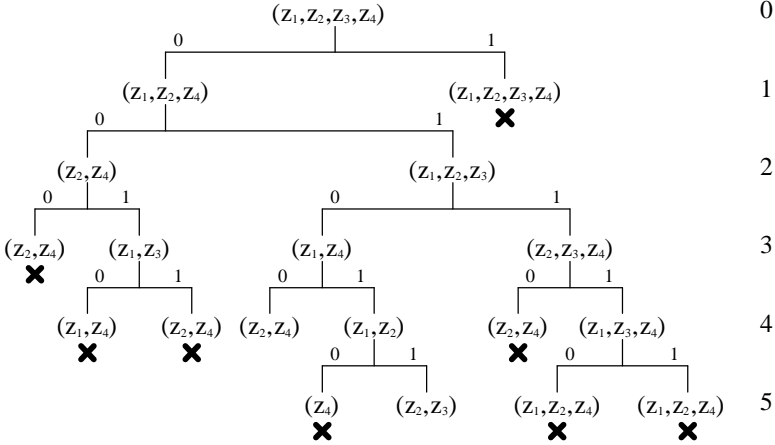 (z₁,z₂,z₃,z₄) 0
0 1
(z₁,z₂,z₄) (z₁,z₂,z₃,z₄) 1
0 1
(z₂,z₄) (z₁,z₂,z₃) 2
0 1 0 1
(z₂,z₄) (z₁,z₃) (z₁,z₄) (z₂,z₃,z₄) 3
0 1 0 1 0 1
(z₁,z₄) (z₂,z₄) (z₂,z₄) (z₁,z₂) (z₂,z₄) (z₁,z₃,z₄) 4
0 1 0 1
(z₄) (z₂,z₃) (z₁,z₂,z₄) (z₁,z₂,z₄) 5